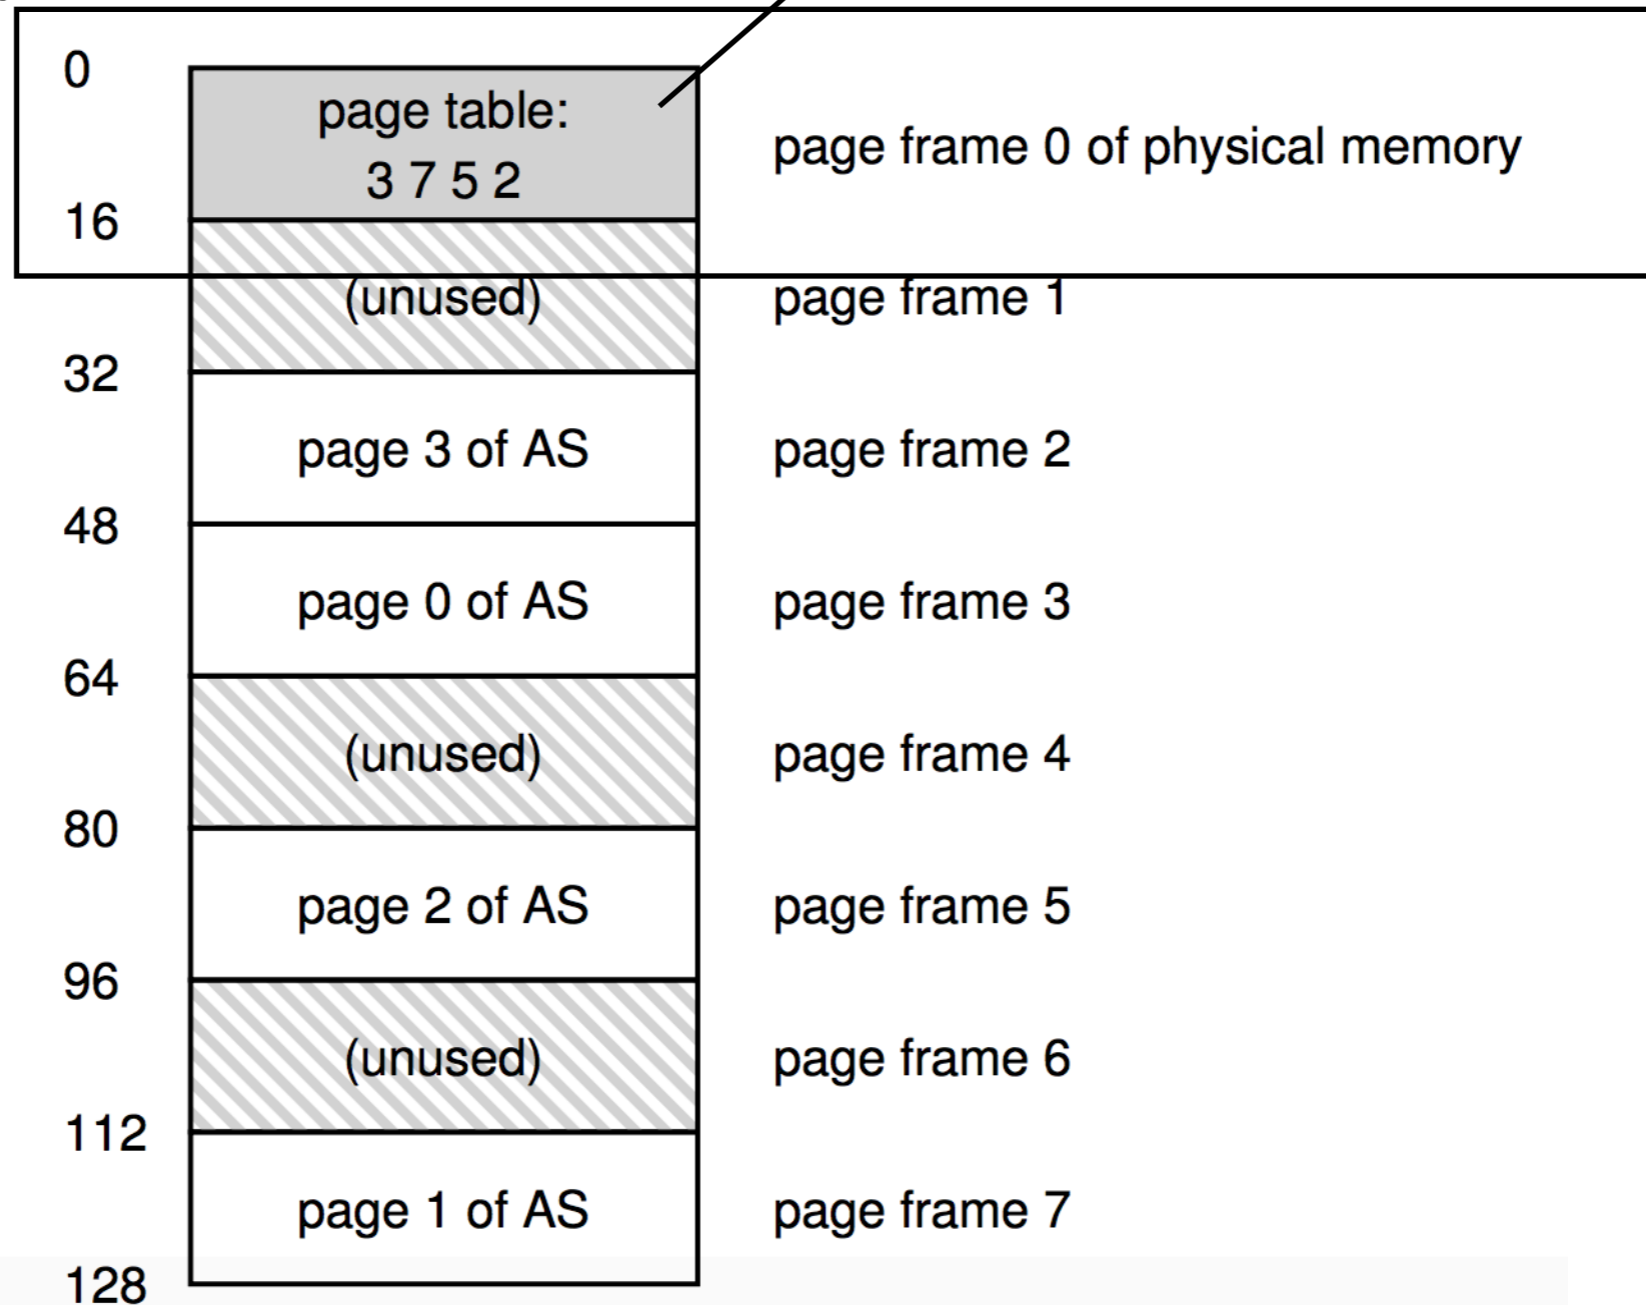 0
page table:
3 7 5 2
page frame 0 of physical memory
16
(unused)
page frame 1
32
page 3 of AS
page frame 2
48
page 0 of AS
page frame 3
64
(unused)
page frame 4
80
page 2 of AS
page frame 5
96
(unused)
page frame 6
112
page 1 of AS
page frame 7
128